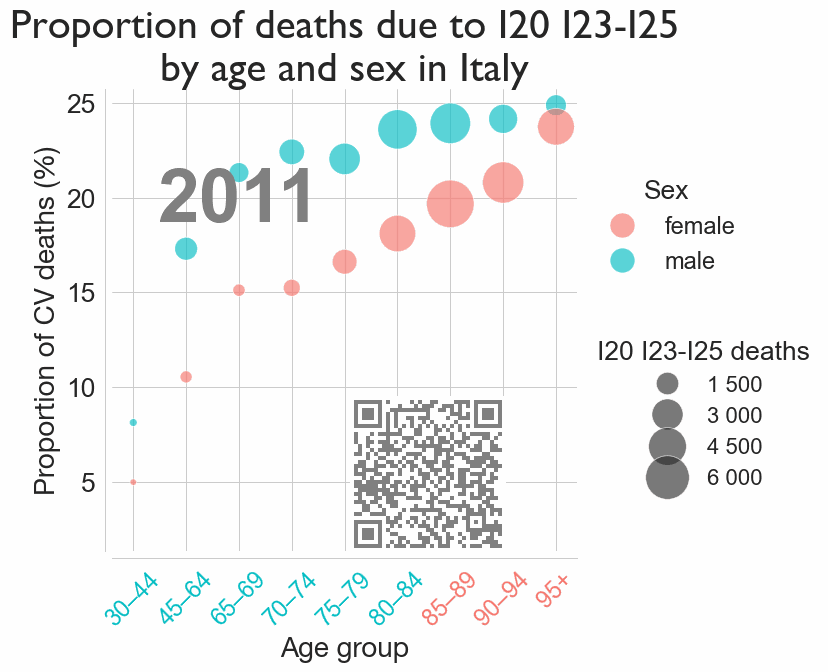 Proportion of deaths due to I20 I23-I25
by age and sex in Italy
25
20
15
10
5
Proportion of CV deaths (%)
2011
30–44
45–64
65–69
70–74
75–79
80–84
85–89
90–94
95+
Age group
Sex
female
male
I20 I23-I25 deaths
1 500
3 000
4 500
6 000